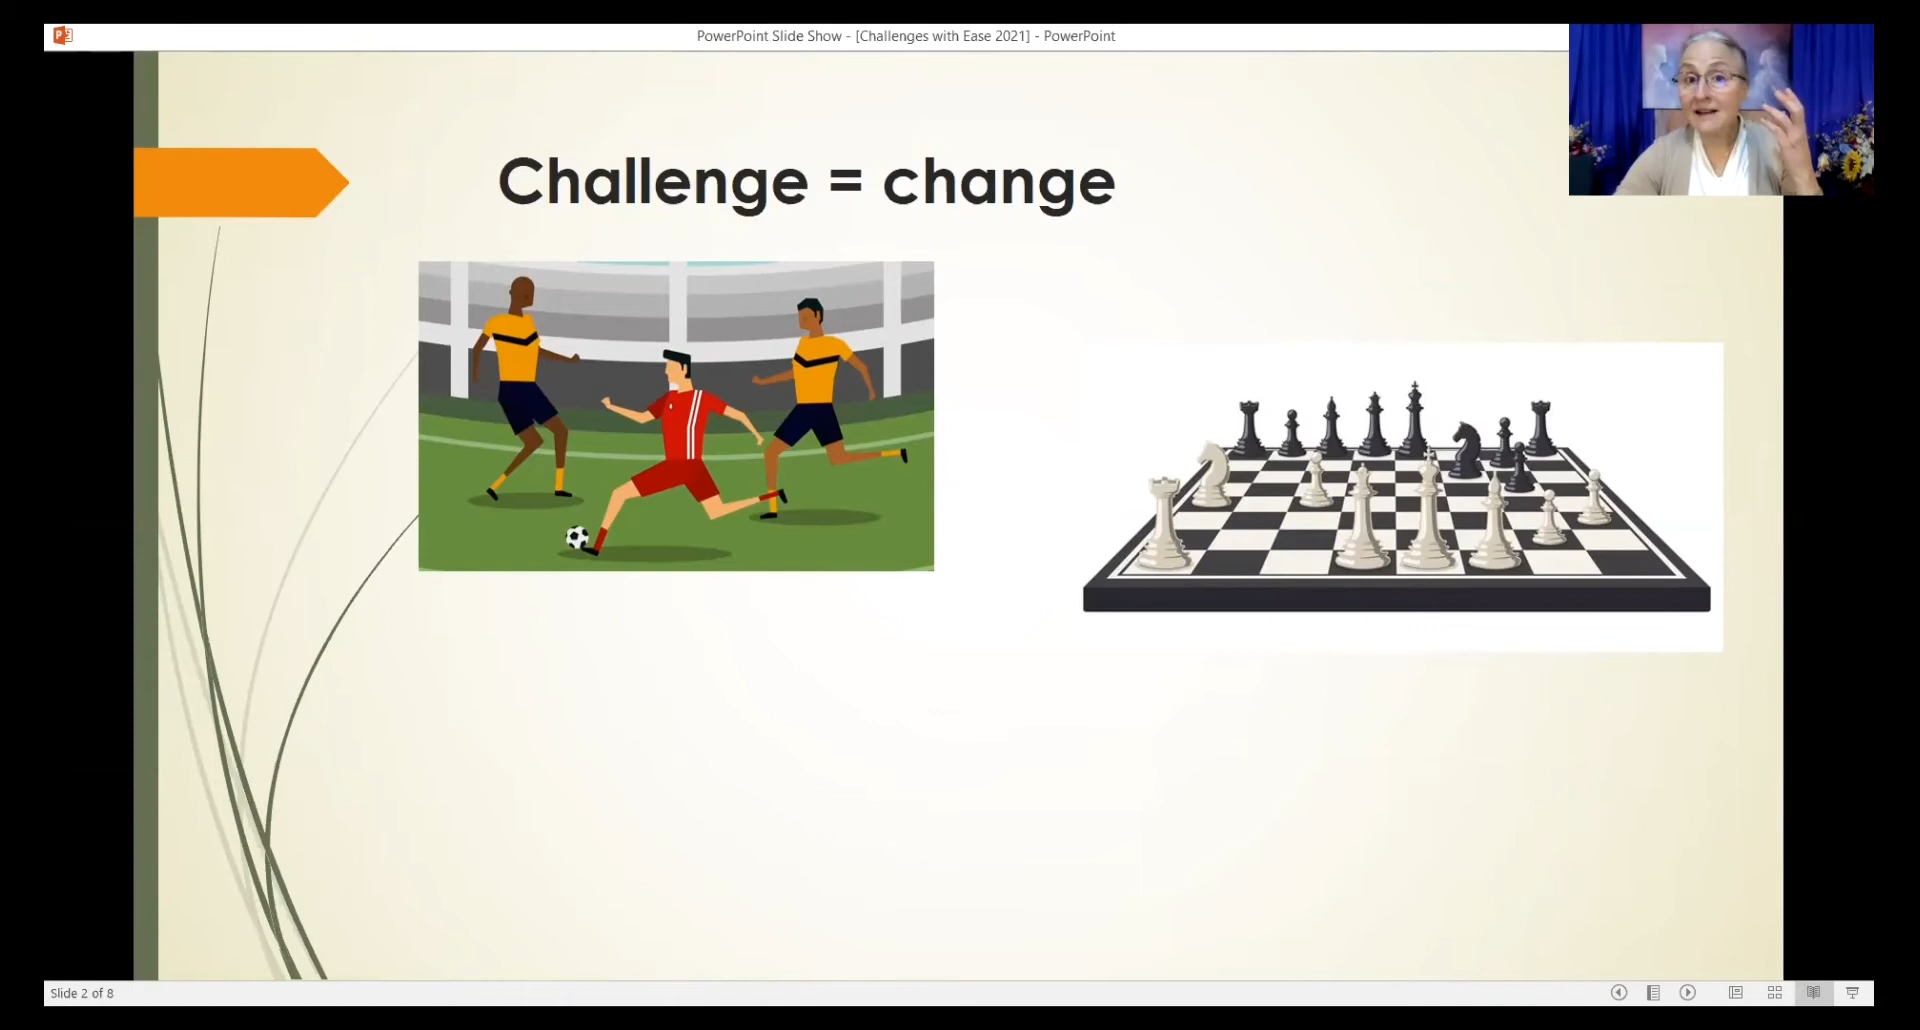 PowerPoint Slide Show - [Challenges with Ease 2021] - PowerPoint
Challenge = change
Slide 2 of 8